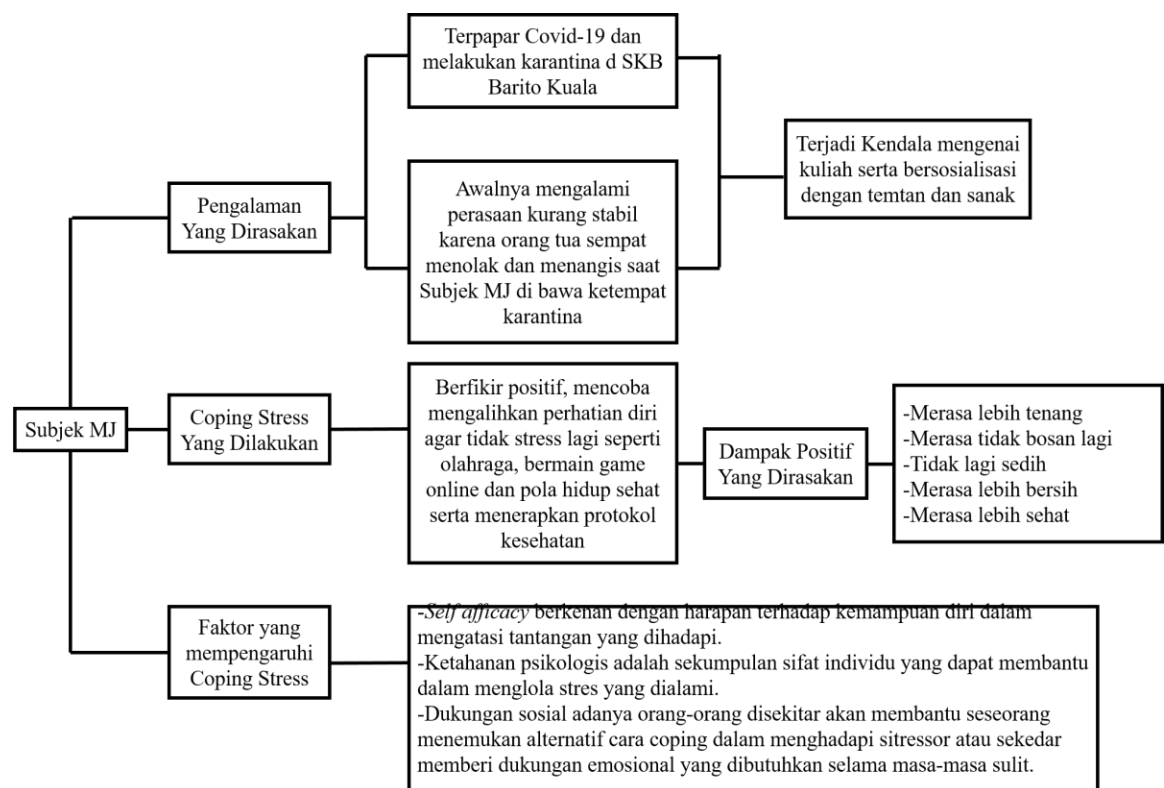 Terpapar Covid-19 dan
melakukan karantina d SKB
Barito Kuala
Terjadi Kendala mengenai
kuliah serta bersosialisasi
dengan temtan dan sanak
Pengalaman
Yang Dirasakan
Awalnya mengalami
perasaan kurang stabil
karena orang tua sempat
menolak dan menangis saat
Subjek MJ di bawa ketempat
karantina
Subjek MJ
Coping Stress
Yang Dilakukan
Berfikir positif, mencoba
mengalihkan perhatian diri
agar tidak stress lagi seperti
olahraga, bermain game
online dan pola hidup sehat
serta menerapkan protokol
kesehatan
Dampak Positif
Yang Dirasakan
-Merasa lebih tenang
-Merasa tidak bosan lagi
-Tidak lagi sedih
-Merasa lebih bersih
-Merasa lebih sehat
Faktor yang
mempengaruhi
Coping Stress
-Self afficacy berkenan dengan harapan terhadap kemampuan diri dalam
mengatasi tantangan yang dihadapi.
-Ketahanan psikologis adalah sekumpulan sifat individu yang dapat membantu
dalam menglola stres yang dialami.
-Dukungan sosial adanya orang-orang disekitar akan membantu seseorang
menemukan alternatif cara coping dalam menghadapi sitressor atau sekedar
memberi dukungan emosional yang dibutuhkan selama masa-masa sulit.